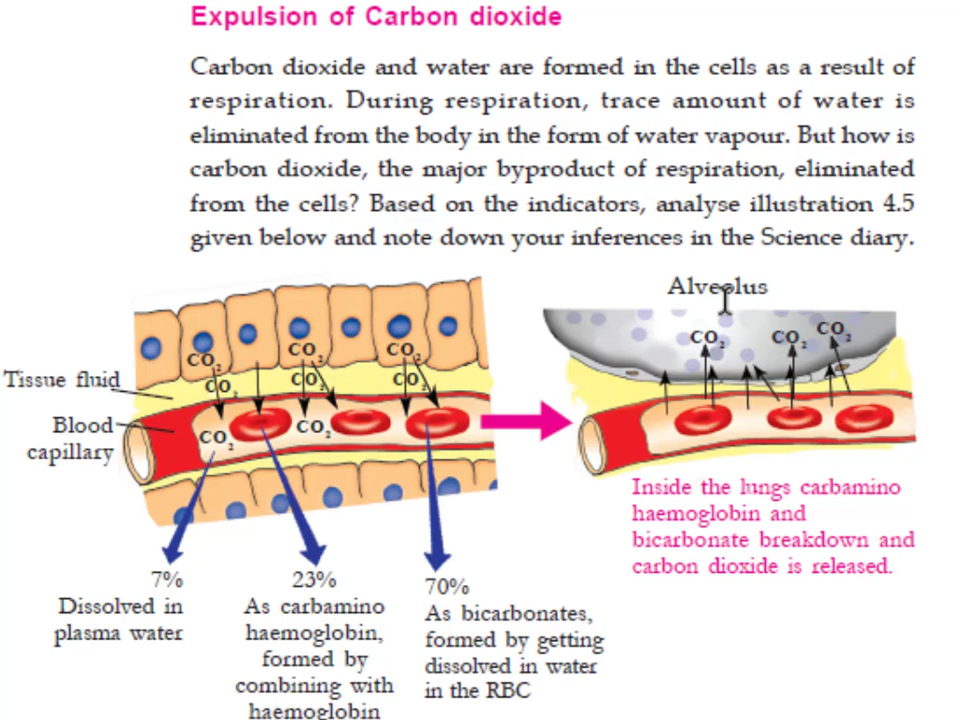 Expulsion of Carbon dioxide
Carbon dioxide and water are formed in the cells as a result of
respiration. During respiration, trace amount of water is
eliminated from the body in the form of water vapour. But how is
carbon dioxide, the major byproduct of respiration, eliminated
from the cells? Based on the indicators, analyse illustration 4.5
given below and note down your inferences in the Science diary.
Alveolus
CO2 CO2 CO2
CO2 CO2 CO2
Tissue fluid
CO2 CO2 CO2
Blood
capillary
CO2 CO2
Inside the lungs carbamino
haemoglobin and
bicarbonate breakdown and
carbon dioxide is released.
7%
Dissolved in
plasma water
23%
As carbamino
haemoglobin,
formed by
combining with
haemoglobin
70%
As bicarbonates,
formed by getting
dissolved in water
in the RBC